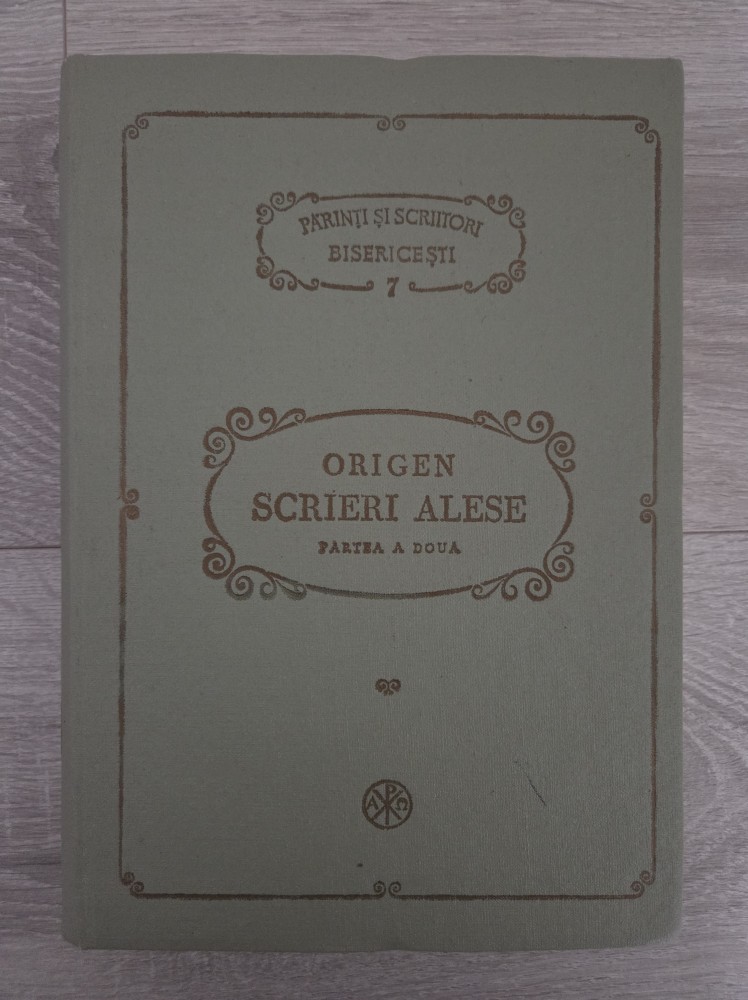 PĂRINȚI ȘI SCRIITORI
BISERICEȘTI
7
ORIGEN
SCRIERI ALESE
PARTEA A DOUA
Α Ρ Ω